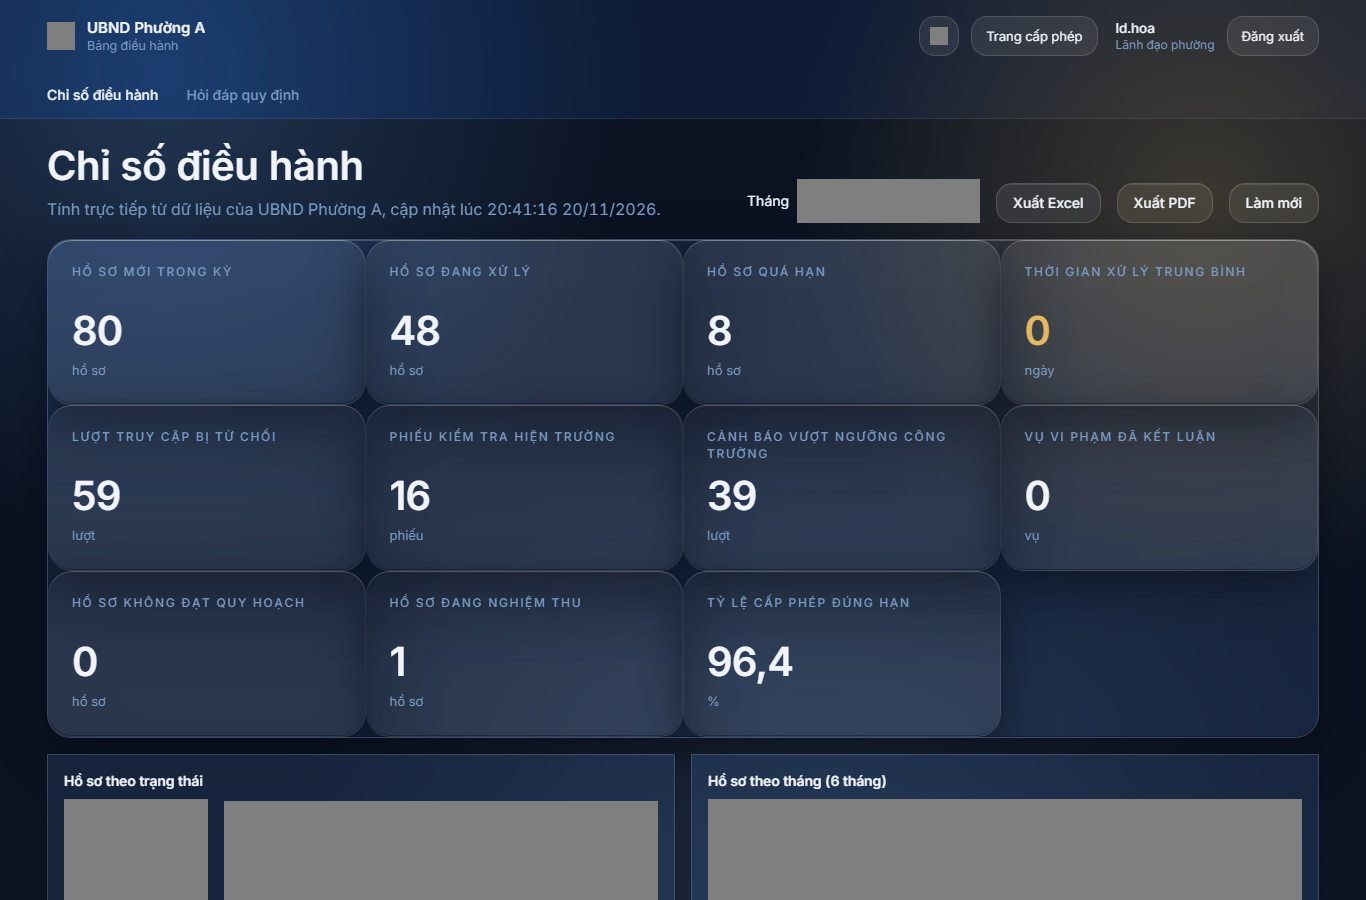 UBND Phường A
Bảng điều hành
Trang cấp phép
ld.hoa
Lãnh đạo phường
Đăng xuất
Chỉ số điều hành
Hỏi đáp quy định
Chỉ số điều hành
Tính trực tiếp từ dữ liệu của UBND Phường A, cập nhật lúc 20:41:16 20/11/2026.
Tháng
Xuất Excel
Xuất PDF
Làm mới
HỒ SƠ MỚI TRONG KỲ
80
hồ sơ
HỒ SƠ ĐANG XỬ LÝ
48
hồ sơ
HỒ SƠ QUÁ HẠN
8
hồ sơ
THỜI GIAN XỬ LÝ TRUNG BÌNH
0
ngày
LƯỢT TRUY CẬP BỊ TỪ CHỐI
59
lượt
PHIẾU KIỂM TRA HIỆN TRƯỜNG
16
phiếu
CẢNH BÁO VƯỢT NGƯỠNG CÔNG
TRƯỜNG
39
lượt
VỤ VI PHẠM ĐÃ KẾT LUẬN
0
vụ
HỒ SƠ KHÔNG ĐẠT QUY HOẠCH
0
hồ sơ
HỒ SƠ ĐANG NGHIỆM THU
1
hồ sơ
TỶ LỆ CẤP PHÉP ĐÚNG HẠN
96,4
%
Hồ sơ theo trạng thái
Hồ sơ theo tháng (6 tháng)